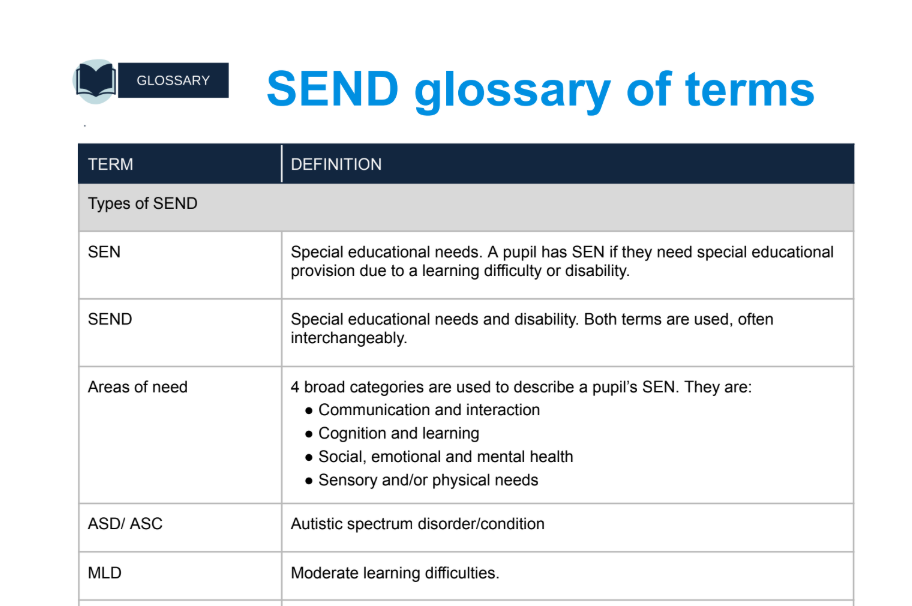 GLOSSARY
SEND glossary of terms
.
TERM
DEFINITION
Types of SEND
SEN
Special educational needs. A pupil has SEN if they need special educational
provision due to a learning difficulty or disability.
SEND
Special educational needs and disability. Both terms are used, often
interchangeably.
Areas of need
4 broad categories are used to describe a pupil's SEN. They are:
● Communication and interaction
● Cognition and learning
● Social, emotional and mental health
● Sensory and/or physical needs
ASD/ ASC
Autistic spectrum disorder/condition
MLD
Moderate learning difficulties.